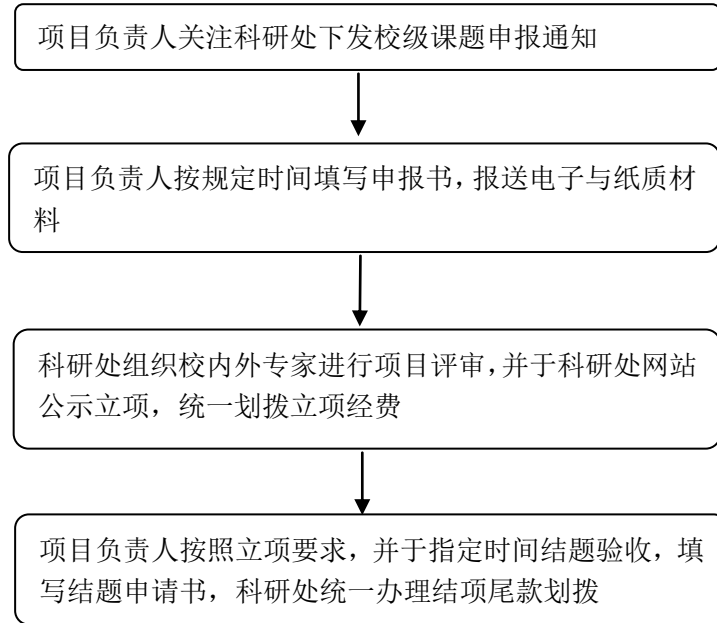 项目负责人关注科研处下发校级课题申报通知
项目负责人按规定时间填写申报书，报送电子与纸质材
料
科研处组织校内外专家进行项目评审，并于科研处网站
公示立项，统一划拨立项经费
项目负责人按照立项要求，并于指定时间结题验收，填
写结题申请书，科研处统一办理结项尾款划拨